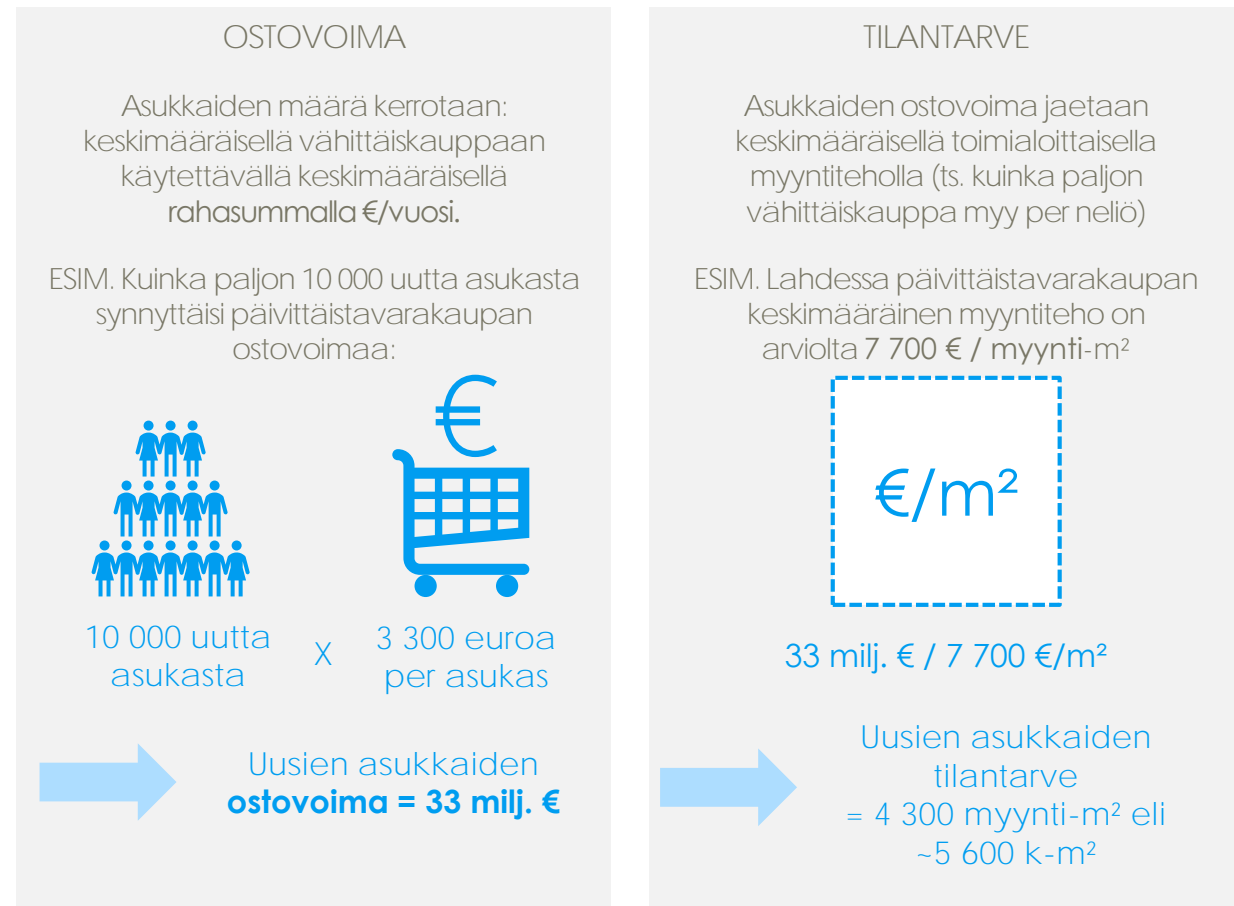 OSTOVOIMA
Asukkaiden määrä kerrotaan:
keskimääräisellä vähittäiskauppaan
käytettävällä keskimääräisellä
rahasummalla €/vuosi.
ESIM. Kuinka paljon 10 000 uutta asukasta
synnyttäisi päivittäistavarakaupan
ostovoimaa:
€
10 000 uutta
asukasta
X
3 300 euroa
per asukas
Uusien asukkaiden
ostovoima = 33 milj. €
TILANTARVE
Asukkaiden ostovoima jaetaan
keskimääräisellä toimialoittaisella
myyntiteholla (ts. kuinka paljon
vähittäiskauppa myy per neliö)
ESIM. Lahdessa päivittäistavarakaupan
keskimääräinen myyntiteho on
arviolta 7 700 € / myynti-m²
€/m²
33 milj. € / 7 700 €/m²
Uusien asukkaiden
tilantarve
= 4 300 myynti-m² eli
~5 600 k-m²